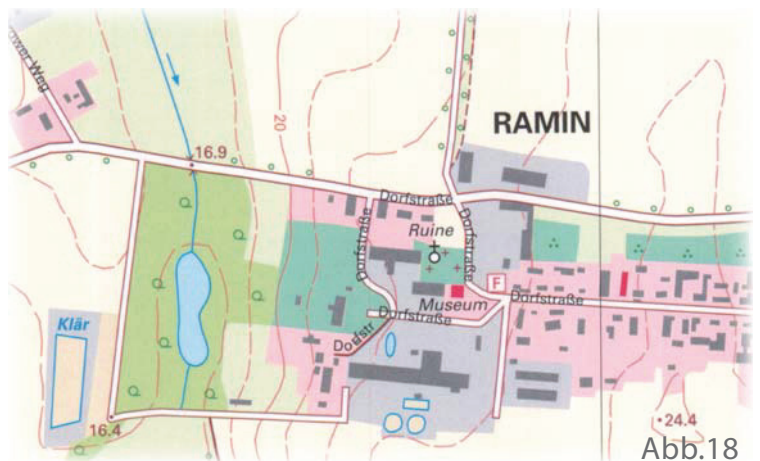 ower Weg
16.9
20
RAMIN
Dorfstraße
Dorfstraße
Dorfstraße
Ruine
F
Museum
Dorfstraße
Dorfstraße
Dorfstr
Klär
16.4
24.4
Abb.18